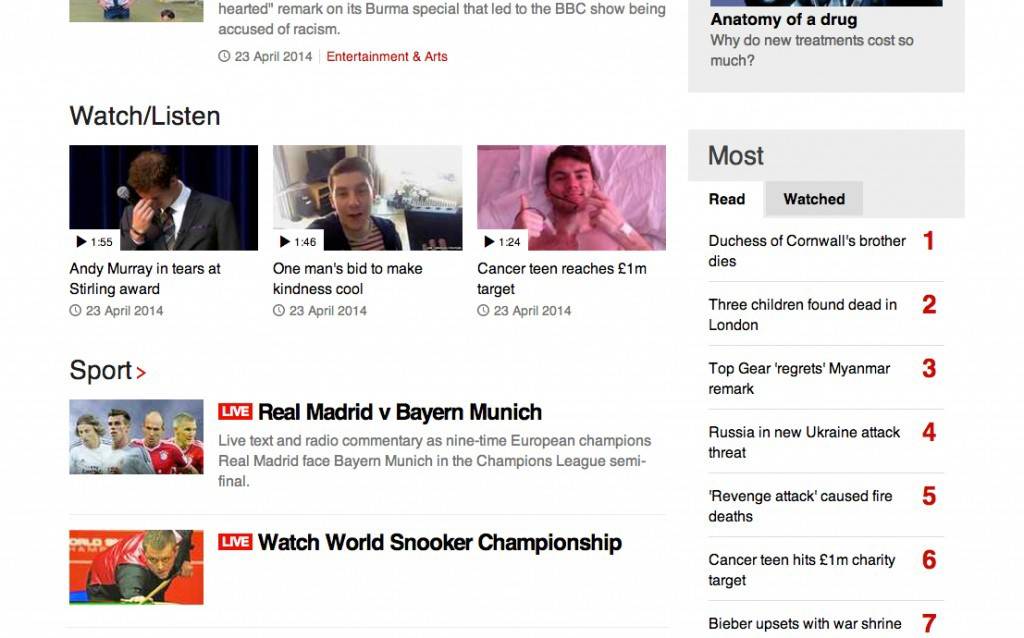 hearted" remark on its Burma special that led to the BBC show being
accused of racism.
23 April 2014
Entertainment & Arts
Watch/Listen
1:55
Andy Murray in tears at
Stirling award
23 April 2014
1:46
One man's bid to make
kindness cool
23 April 2014
1:24
Cancer teen reaches £1m
target
23 April 2014
Sport >
LIVE Real Madrid v Bayern Munich
Live text and radio commentary as nine-time European champions
Real Madrid face Bayern Munich in the Champions League semi-
final.
LIVE Watch World Snooker Championship
Anatomy of a drug
Why do new treatments cost so
much?
Most
Read
Watched
Duchess of Cornwall's brother
dies
1
Three children found dead in
London
2
Top Gear 'regrets' Myanmar
remark
3
Russia in new Ukraine attack
threat
4
'Revenge attack' caused fire
deaths
5
Cancer teen hits £1m charity
target
6
Bieber upsets with war shrine
7